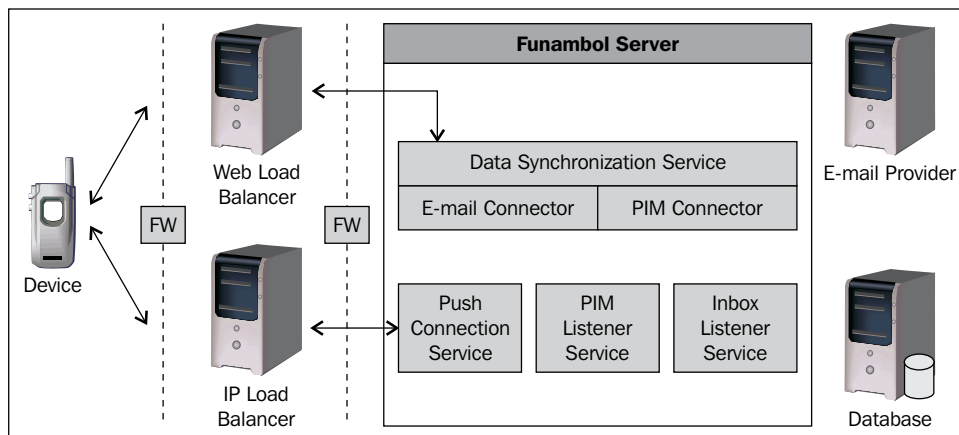 Funambol Server
Web Load
Balancer
Data Synchronization Service
E-mail Connector
PIM Connector
E-mail Provider
FW
FW
Device
Push
Connection
Service
PIM
Listener
Service
Inbox
Listener
Service
IP Load
Balancer
Database